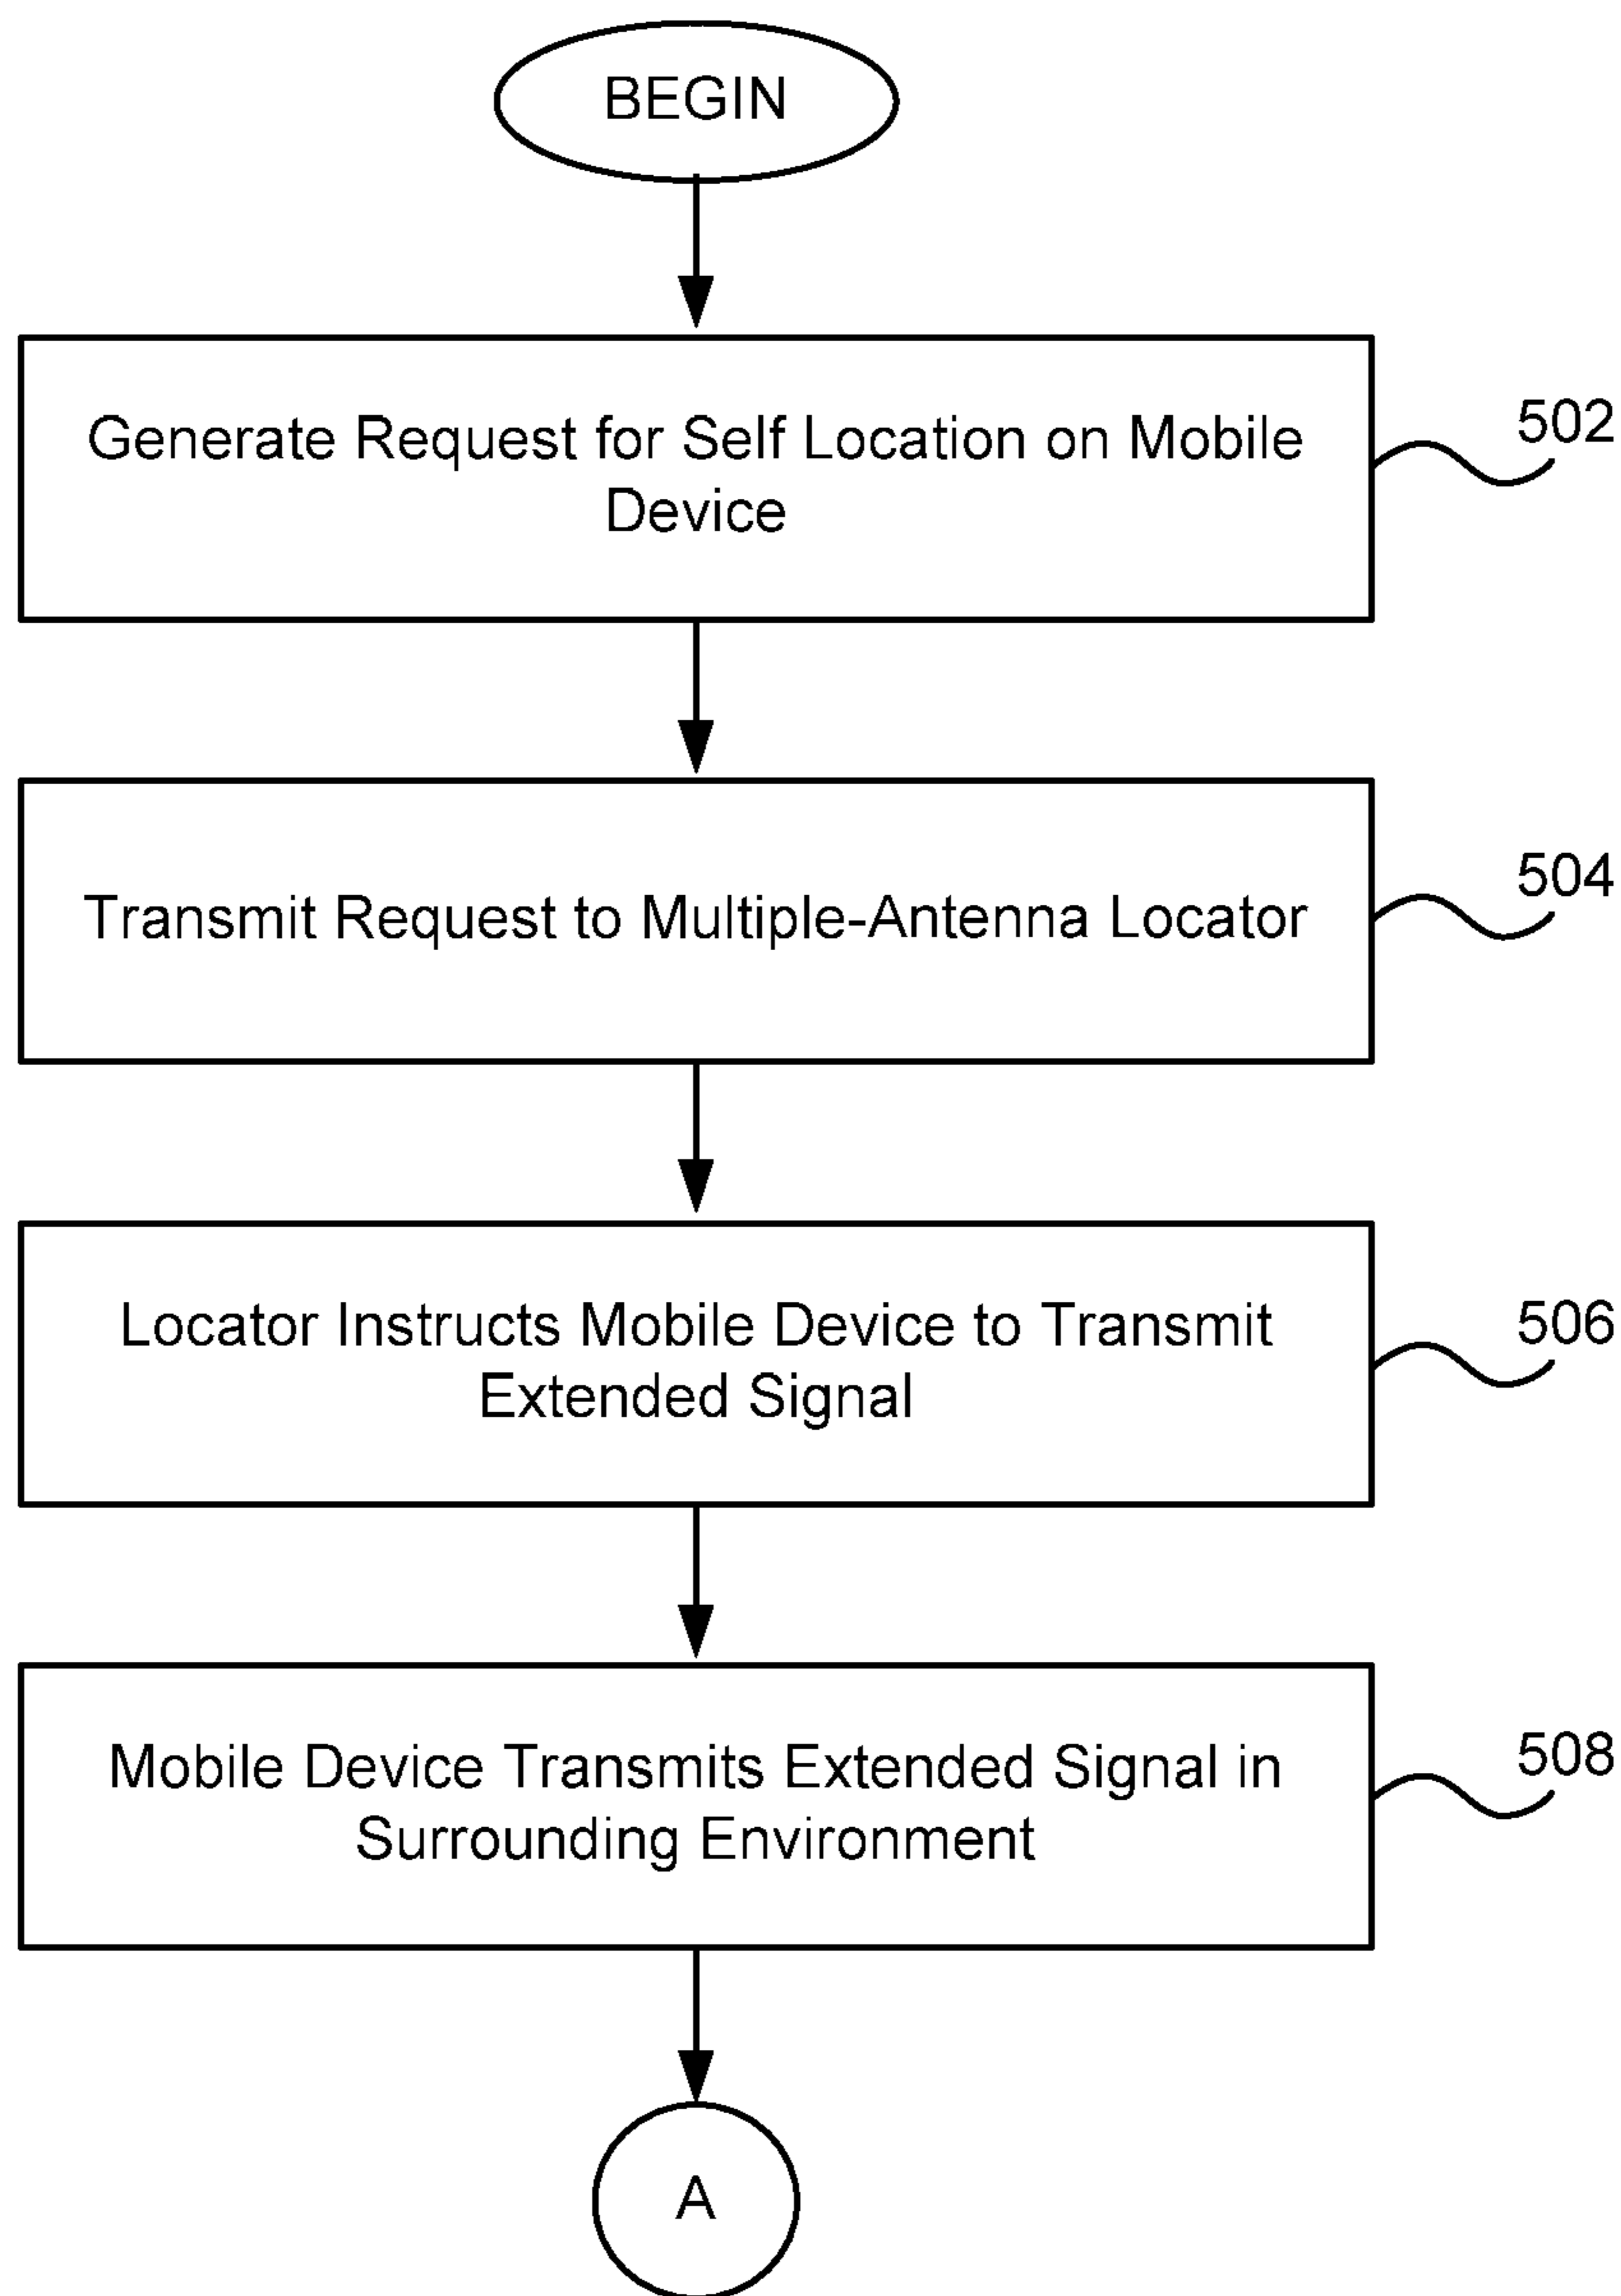 BEGIN
Generate Request for Self Location on Mobile
Device
502
Transmit Request to Multiple-Antenna Locator
504
Locator Instructs Mobile Device to Transmit
Extended Signal
506
Mobile Device Transmits Extended Signal in
Surrounding Environment
508
A